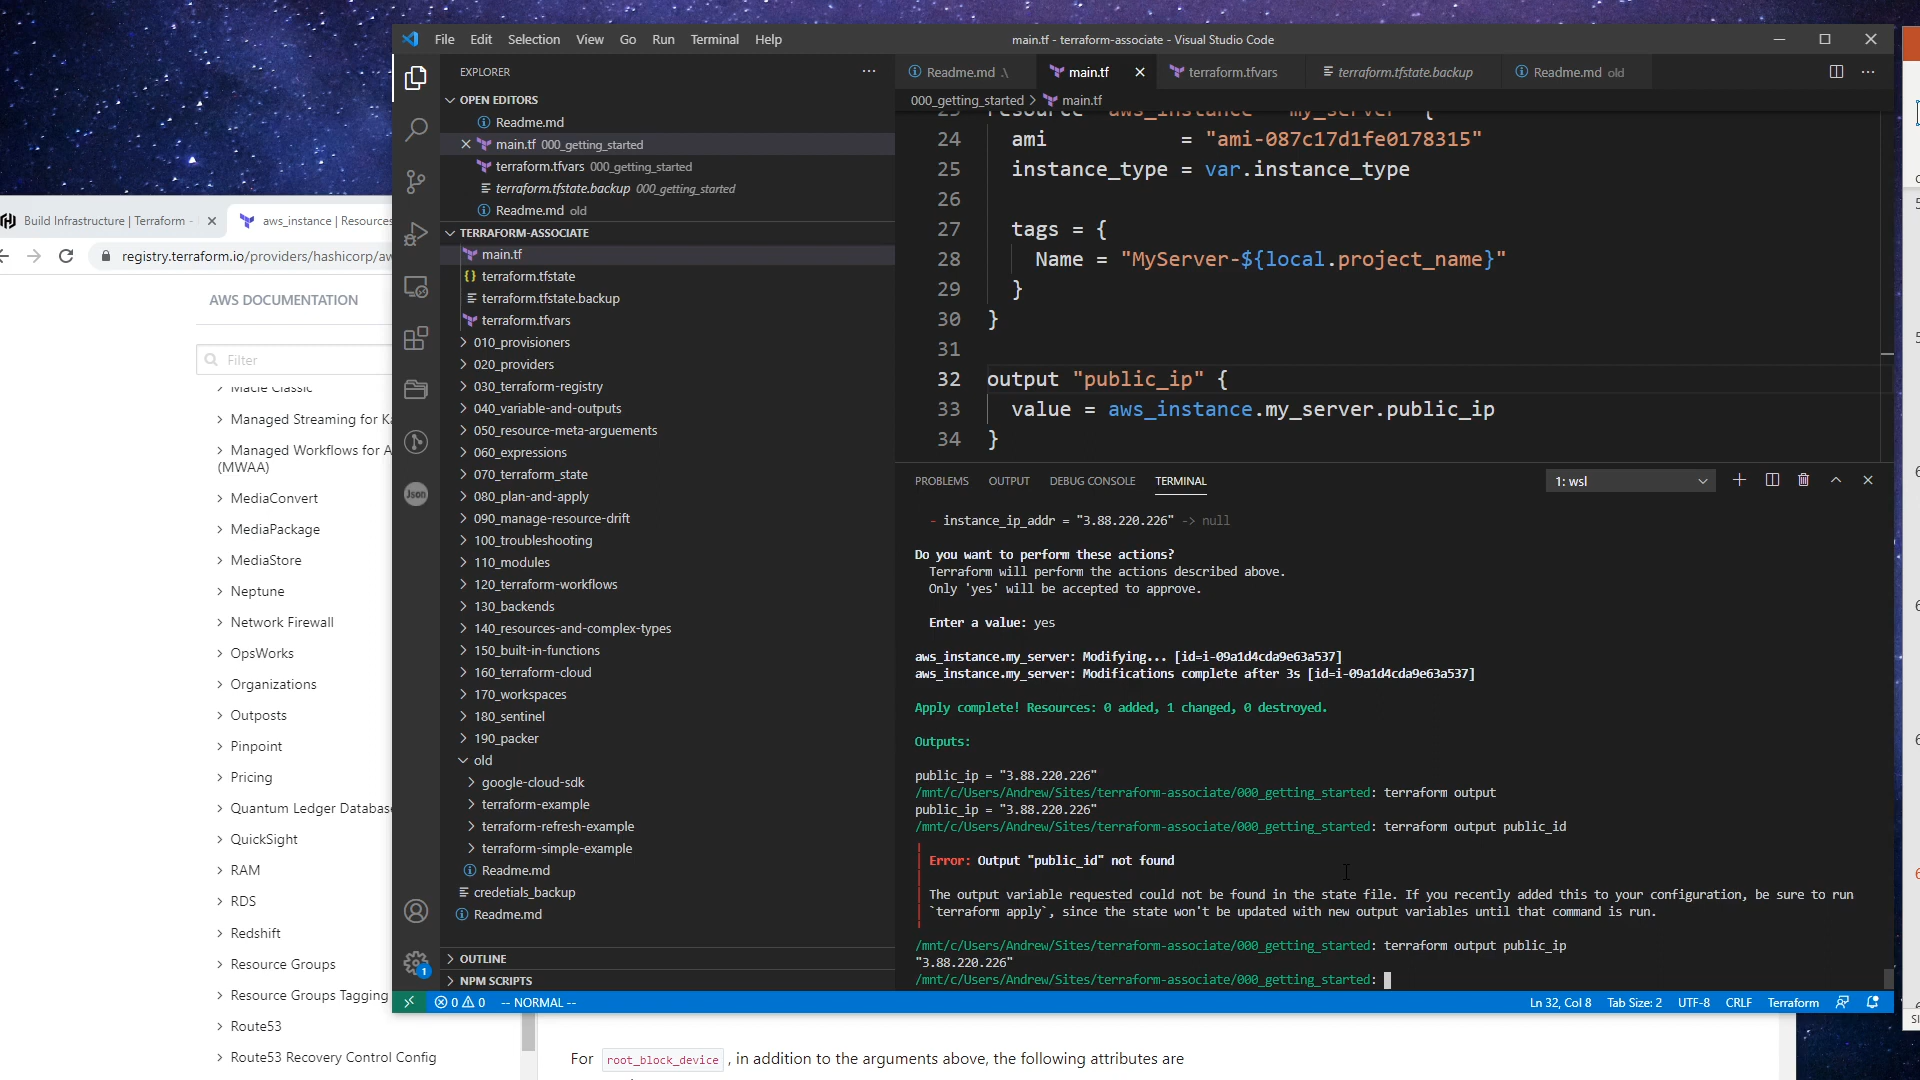 File Edit Selection View Go Run Terminal Help
main.tf - terraform-associate - Visual Studio Code
EXPLORER
OPEN EDITORS
Readme.md
main.tf 000_getting_started
terraform.tfvars 000_getting_started
terraform.tfstate.backup 000_getting_started
Readme.md old
TERRAFORM-ASSOCIATE
main.tf
terraform.tfstate
terraform.tfstate.backup
terraform.tfvars
010_provisioners
020_providers
030_terraform-registry
040_variable-and-outputs
050_resource-meta-arguements
060_expressions
070_terraform_state
080_plan-and-apply
090_manage-resource-drift
100_troubleshooting
110_modules
120_terraform-workflows
130_backends
140_resources-and-complex-types
150_built-in-functions
160_terraform-cloud
170_workspaces
180_sentinel
190_packer
old
google-cloud-sdk
terraform-example
terraform-refresh-example
terraform-simple-example
Readme.md
credetials_backup
Readme.md
OUTLINE
NPM SCRIPTS
Readme.md .\ main.tf terraform.tfvars terraform.tfstate.backup Readme.md old
000_getting_started > main.tf
23 resource "aws_instance" "my_server" {
24 ami = "ami-087c17d1fe0178315"
25 instance_type = var.instance_type
26
27 tags = {
28 Name = "MyServer-${local.project_name}"
29 }
30 }
31
32 output "public_ip" {
33 value = aws_instance.my_server.public_ip
34 }
PROBLEMS OUTPUT DEBUG CONSOLE TERMINAL 1: wsl
- instance_ip_addr = "3.88.220.226" -> null
Do you want to perform these actions?
Terraform will perform the actions described above.
Only 'yes' will be accepted to approve.
Enter a value: yes
aws_instance.my_server: Modifying... [id=i-09a1d4cda9e63a537]
aws_instance.my_server: Modifications complete after 3s [id=i-09a1d4cda9e63a537]
Apply complete! Resources: 0 added, 1 changed, 0 destroyed.
Outputs:
public_ip = "3.88.220.226"
/mnt/c/Users/Andrew/Sites/terraform-associate/000_getting_started: terraform output
public_ip = "3.88.220.226"
/mnt/c/Users/Andrew/Sites/terraform-associate/000_getting_started: terraform output public_id
Error: Output "public_id" not found
The output variable requested could not be found in the state file. If you recently added this to your configuration, be sure to run
`terraform apply`, since the state won't be updated with new output variables until that command is run.
/mnt/c/Users/Andrew/Sites/terraform-associate/000_getting_started: terraform output public_ip
"3.88.220.226"
/mnt/c/Users/Andrew/Sites/terraform-associate/000_getting_started:
0 0 -- NORMAL -- Ln 32, Col 8 Tab Size: 2 UTF-8 CRLF Terraform
Json
1
Build Infrastructure | Terraform - aws_instance | Resources
registry.terraform.io/providers/hashicorp/aw
AWS DOCUMENTATION
Filter
Macie Classic
Managed Streaming for Ka
Managed Workflows for A
(MWAA)
MediaConvert
MediaPackage
MediaStore
Neptune
Network Firewall
OpsWorks
Organizations
Outposts
Pinpoint
Pricing
Quantum Ledger Database
QuickSight
RAM
RDS
Redshift
Resource Groups
Resource Groups Tagging
Route53
Route53 Recovery Control Config
For root_block_device , in addition to the arguments above, the following attributes are